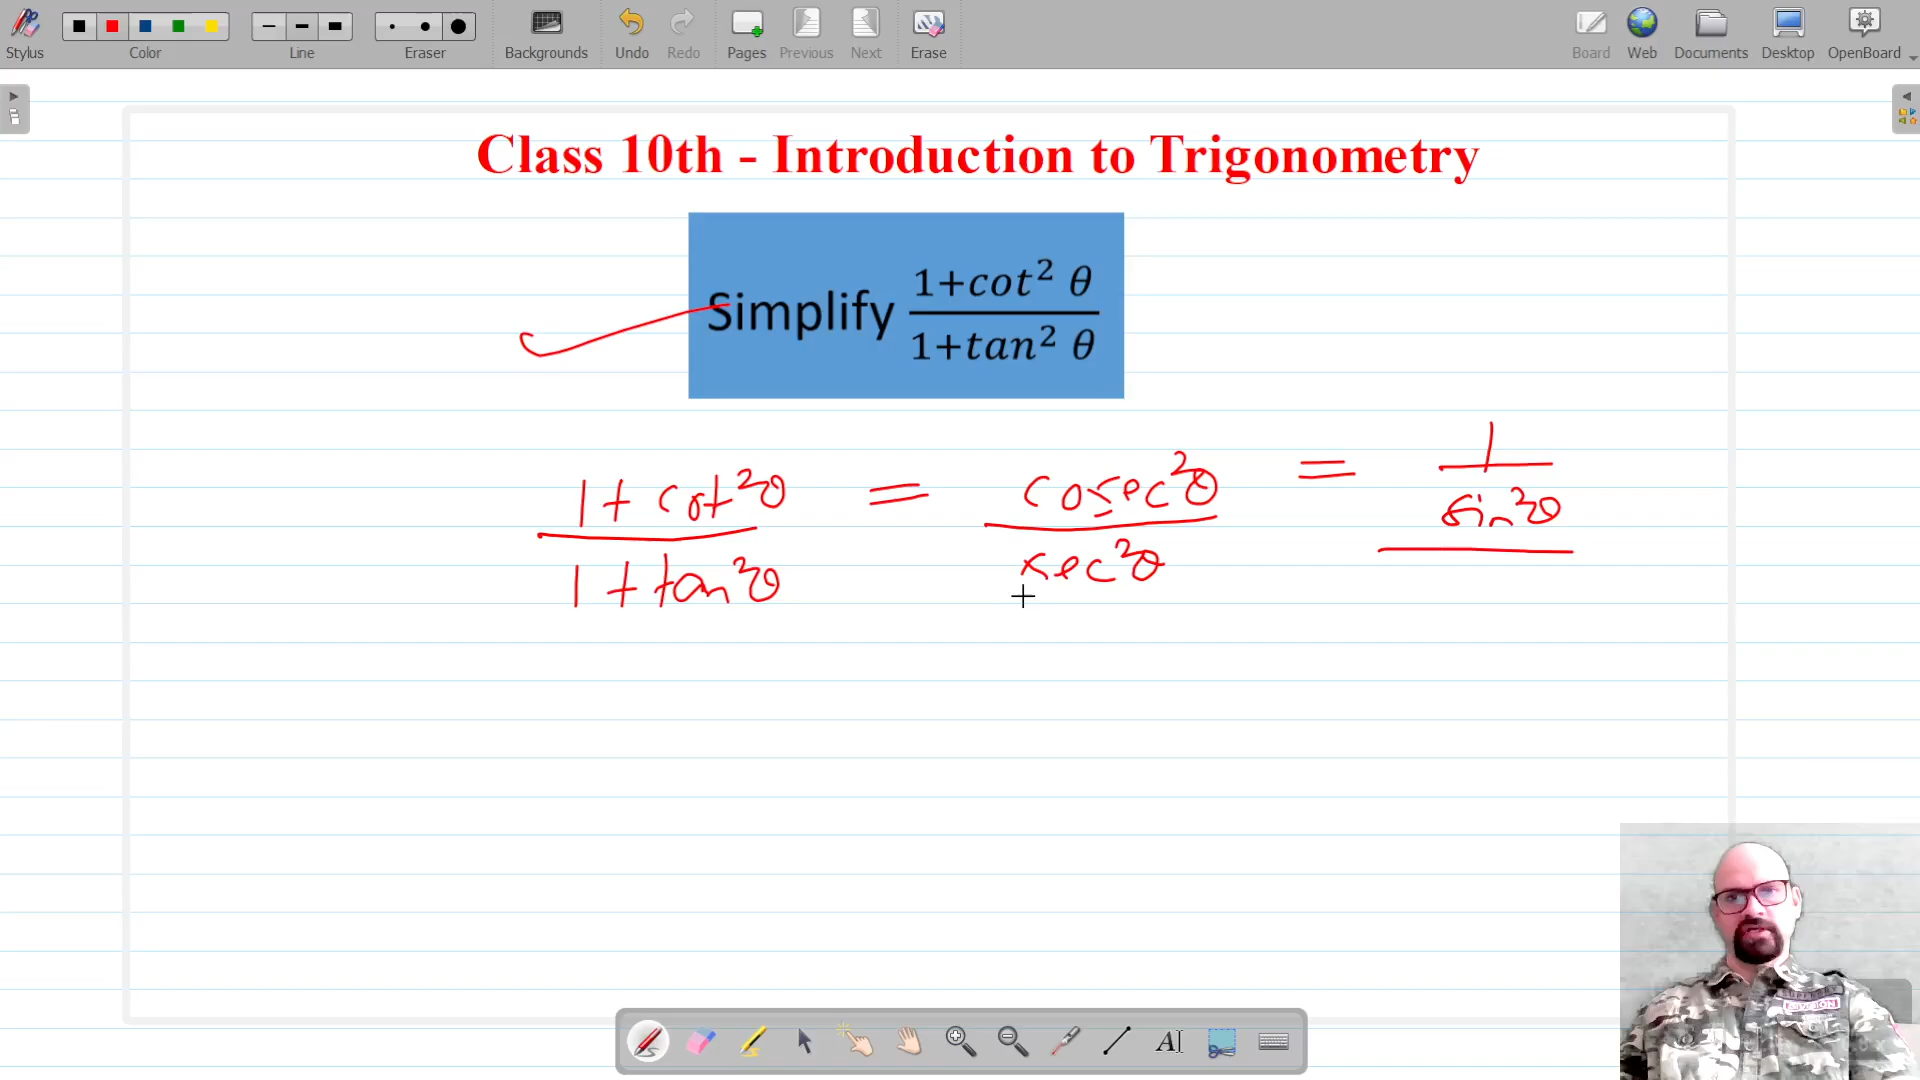 Stylus Color Line Eraser Backgrounds Undo Redo Pages Previous Next Erase Board Web Documents Desktop OpenBoard
Class 10th - Introduction to Trigonometry
Simplify 1+cot² θ / 1+tan² θ
1 + cot²θ / 1 + tan²θ = cosec²θ / sec²θ = 1 / sin²θ
AI